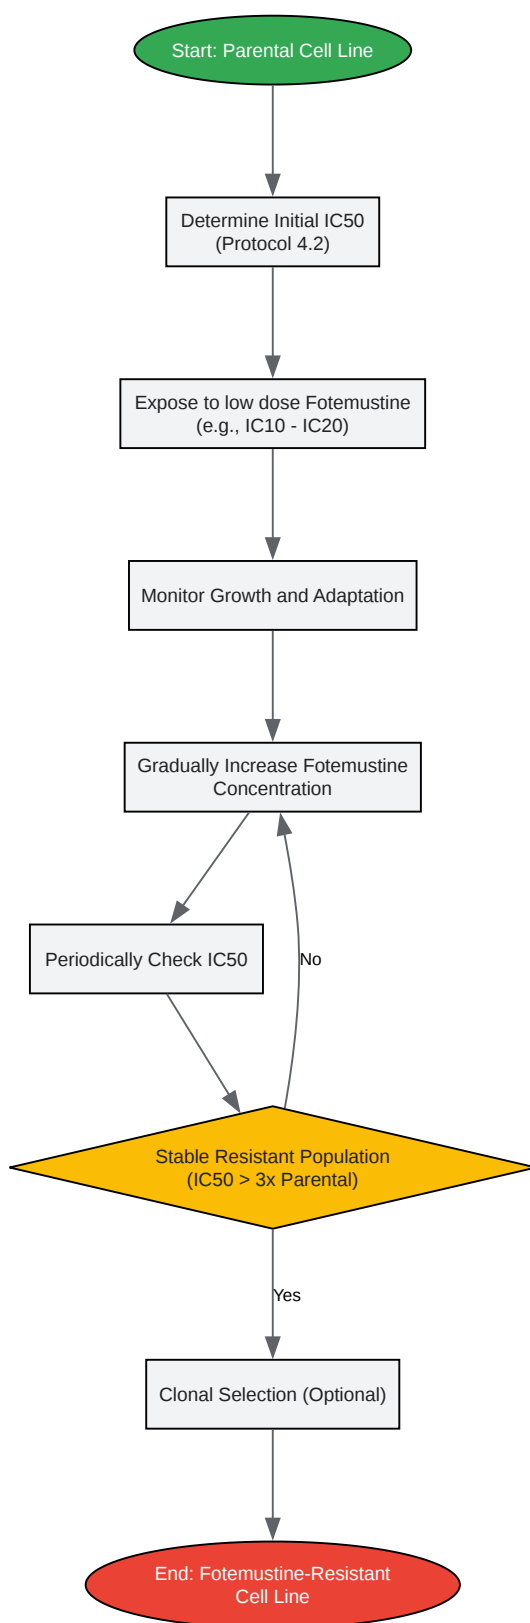 Start: Parental Cell Line
Determine Initial IC50
(Protocol 4.2)
Expose to low dose Fotemustine
(e.g., IC10 - IC20)
Monitor Growth and Adaptation
Gradually Increase Fotemustine
Concentration
Periodically Check IC50
No
Stable Resistant Population
(IC50 > 3x Parental)
Yes
Clonal Selection (Optional)
End: Fotemustine-Resistant
Cell Line